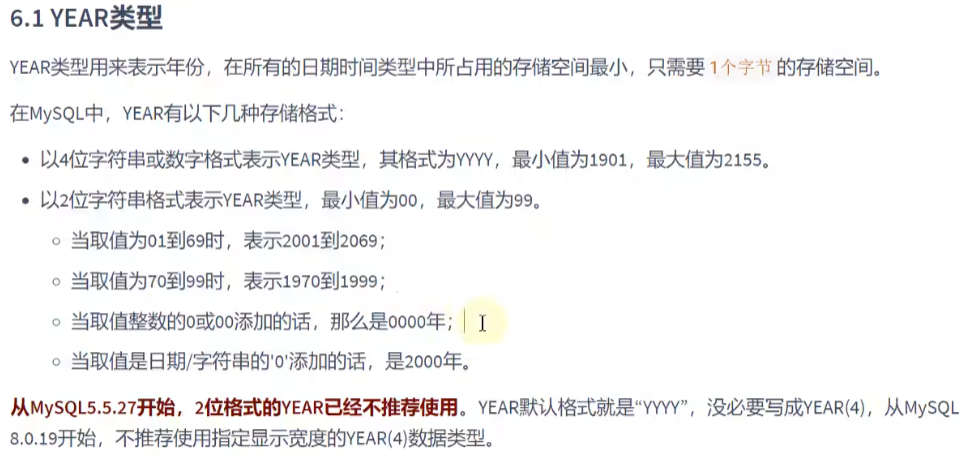 6.1 YEAR类型
YEAR类型用来表示年份，在所有的日期时间类型中所占用的存储空间最小，只需要 1个字节 的存储空间。
在MySQL中，YEAR有以下几种存储格式：
• 以4位字符串或数字格式表示YEAR类型，其格式为YYYY，最小值为1901，最大值为2155。
• 以2位字符串格式表示YEAR类型，最小值为00，最大值为99。
◦ 当取值为01到69时，表示2001到2069；
◦ 当取值为70到99时，表示1970到1999；
◦ 当取值整数的0或00添加的话，那么是0000年；
◦ 当取值是日期/字符串的'0'添加的话，是2000年。
从MySQL5.5.27开始，2位格式的YEAR已经不推荐使用。YEAR默认格式就是“YYYY”，没必要写成YEAR(4)，从MySQL
8.0.19开始，不推荐使用指定显示宽度的YEAR(4)数据类型。